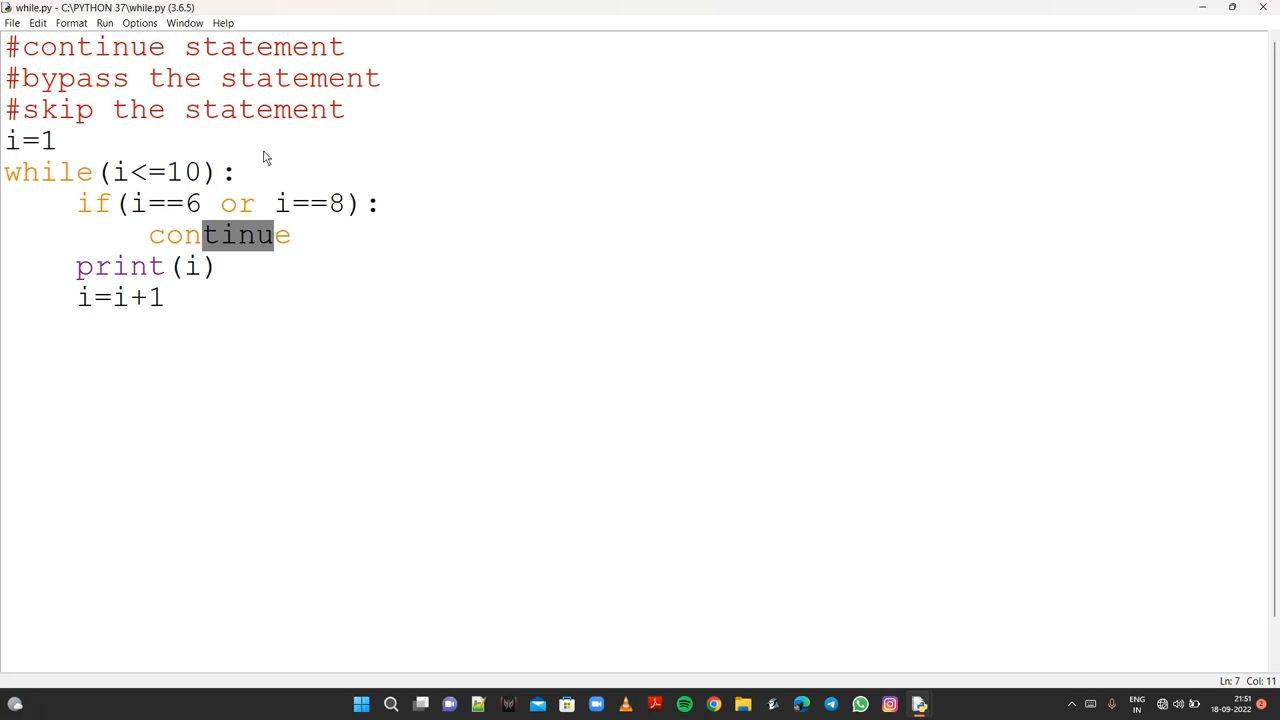 while.py - C:\PYTHON 37\while.py (3.6.5)
File Edit Format Run Options Window Help
#continue statement
#bypass the statement
#skip the statement
i=1
while(i<=10):
    if(i==6 or i==8):
        continue
    print(i)
    i=i+1
Ln: 7 Col: 11
ENG
IN
21:51
18-09-2022
2